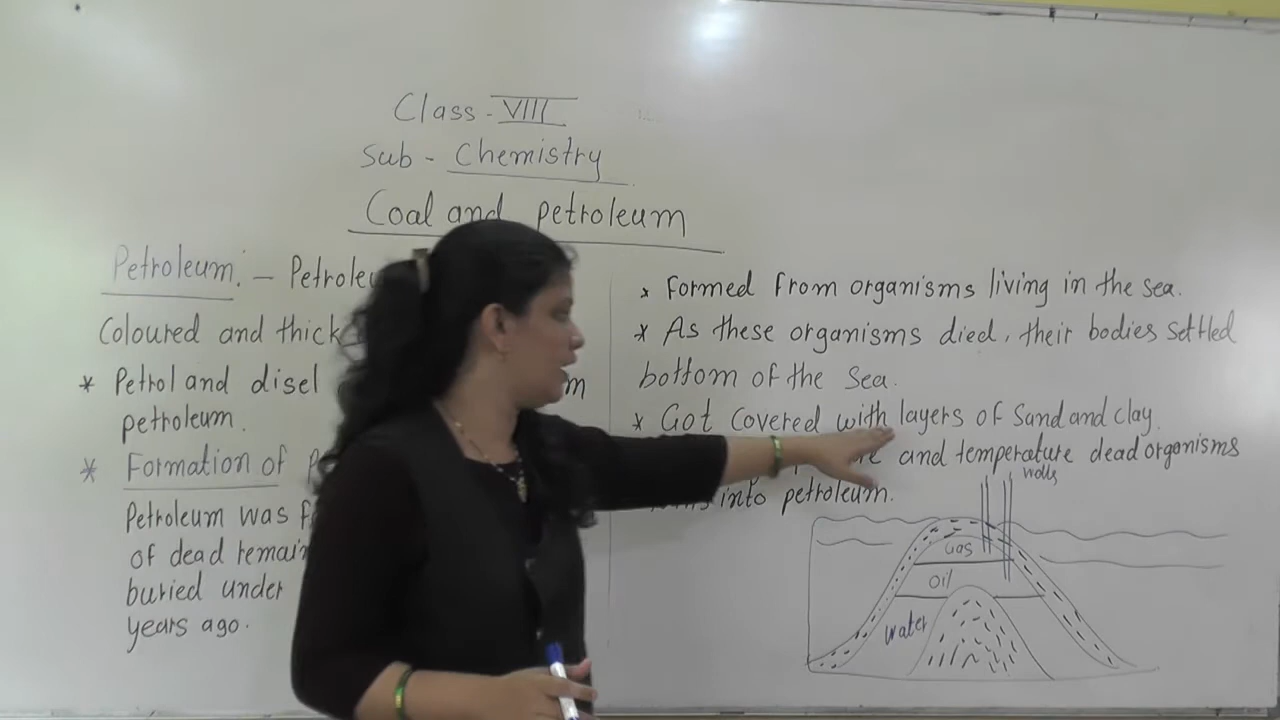 Class - VIII
Sub - Chemistry
Coal and petroleum
Petroleum. - Petroleu
Coloured and thick
* Petrol and disel
petroleum.
* Formation of
Petroleum was
of dead remain
buried under
years ago.
* Formed from organisms living in the sea.
* As these organisms died, their bodies settled
bottom of the sea.
* Got covered with layers of sand and clay.
and temperature dead organisms
into petroleum.
wells
Gas
Oil
Water